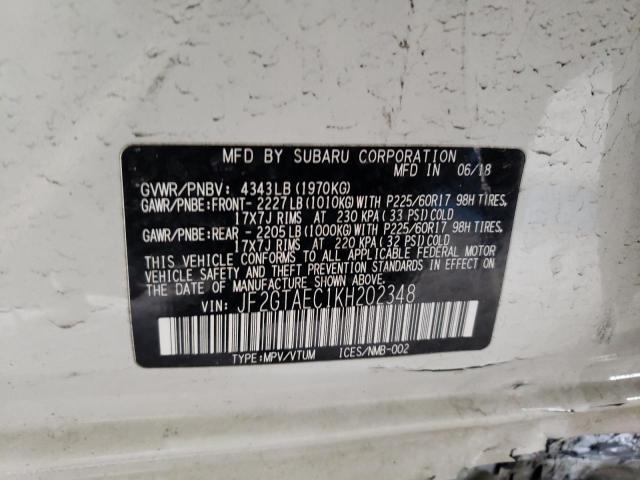 MFD BY SUBARU CORPORATION
MFD IN 06/18
GVWR/PNBV: 4343LB (1970KG)
GAWR/PNBE:FRONT- 2227LB(1010KG)WITH P225/60R17 98H TIRES,
17X7J RIMS AT 230 KPA (33 PSI)COLD
GAWR/PNBE:REAR - 2205LB(1000KG)WITH P225/60R17 98H TIRES,
17X7J RIMS AT 220 KPA (32 PSI)COLD
THIS VEHICLE CONFORMS TO ALL APPLICABLE FEDERAL MOTOR
VEHICLE SAFETY AND THEFT PREVENTION STANDARDS IN EFFECT ON
THE DATE OF MANUFACTURE SHOWN ABOVE.
VIN: JF2GTAEC1KH202348
TYPE:MPV/VTUM ICES/NMB-002